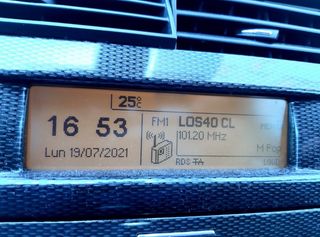 25°C
16 53
Lun 19/07/2021
FM1 LOS40 CL
101.20 MHz
RDS TA